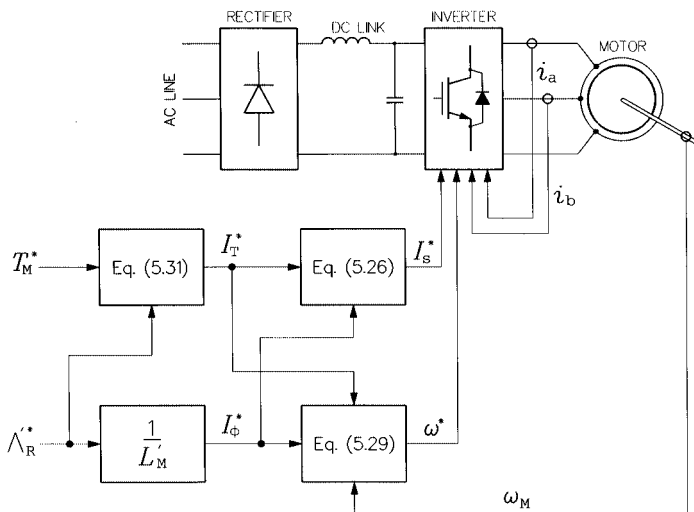 RECTIFIER
DC LINK
INVERTER
MOTOR
AC LINE
i_a
i_b
T_M^*
Eq. (5.31)
I_T^*
Eq. (5.26)
I_s^*
Λ_R^'*
1/L'_M
I_Φ^*
Eq. (5.29)
ω^*
ω_M